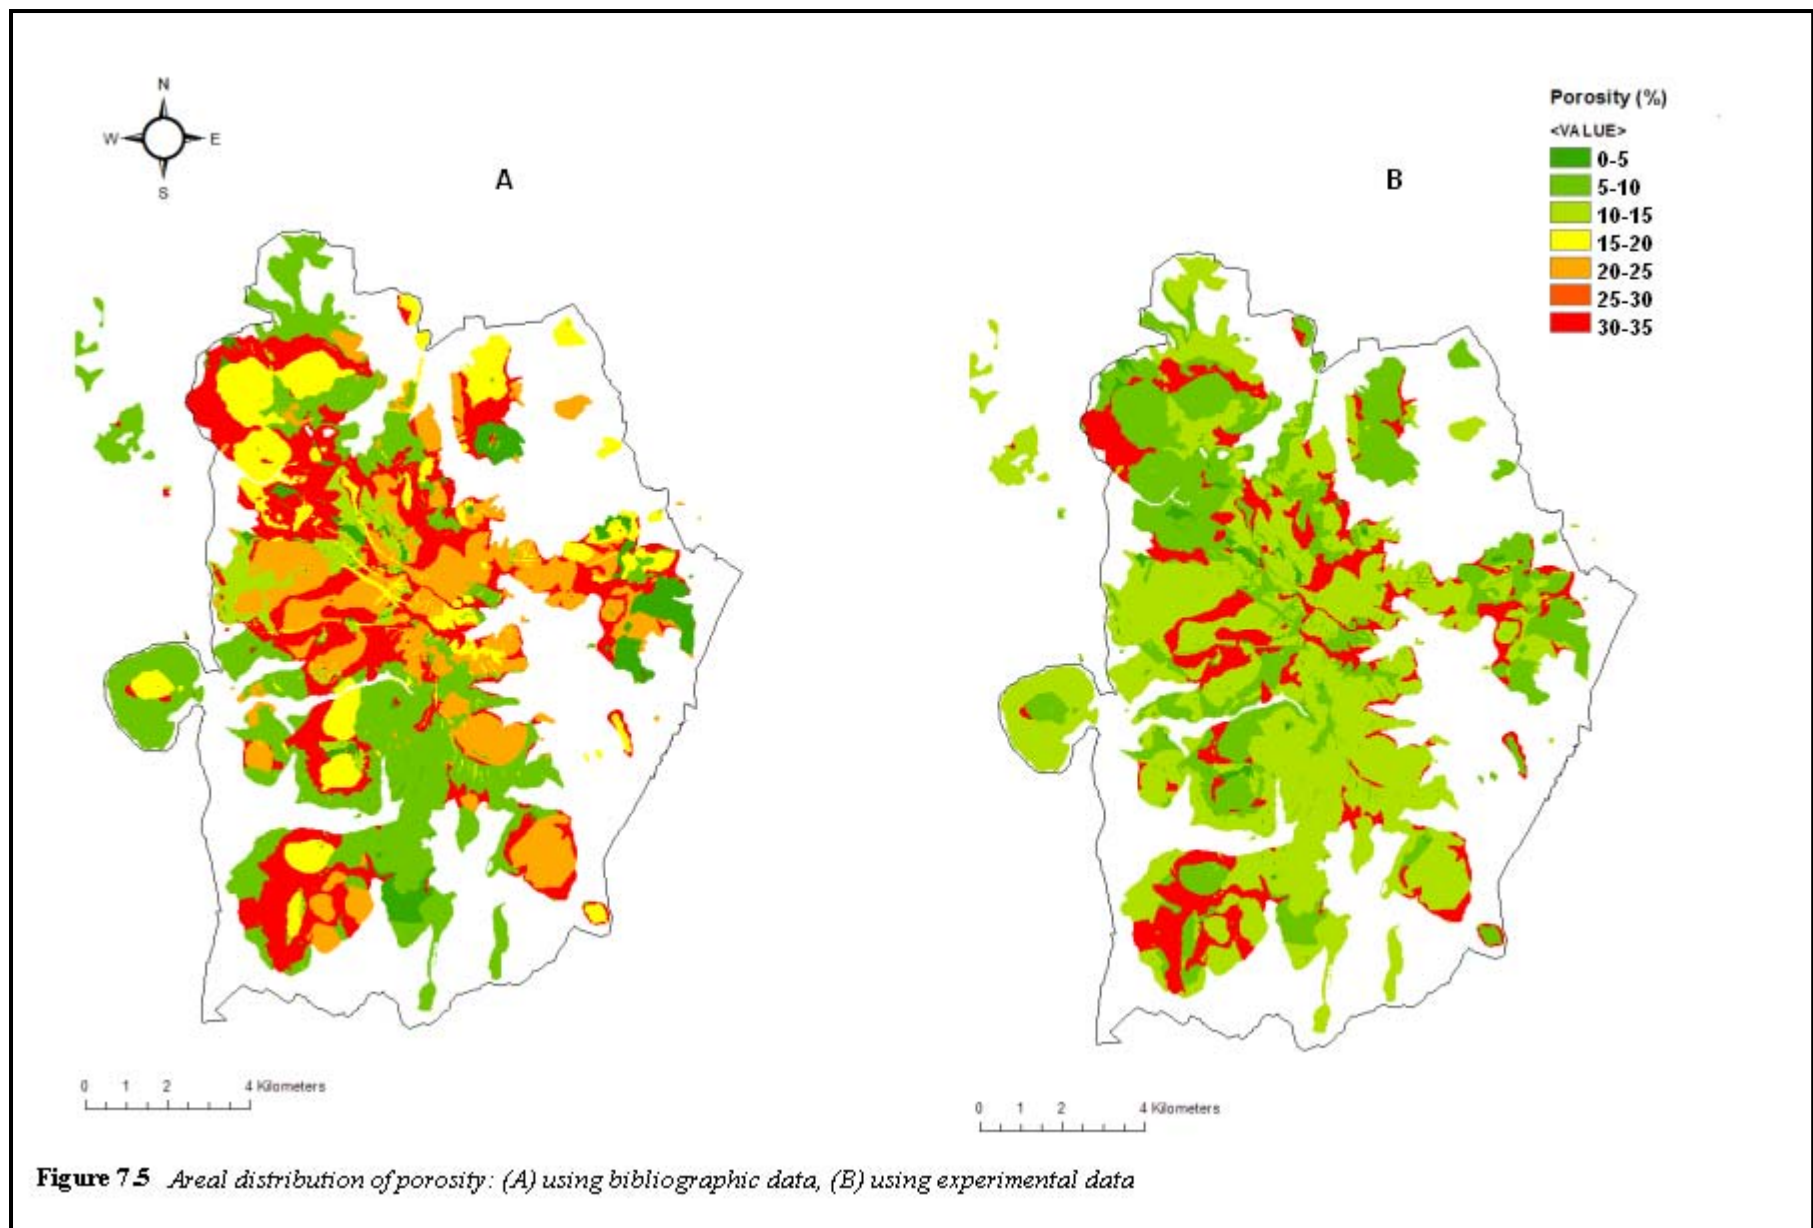 N
W E
S
A
B
Porosity (%)
<VALUE>
0-5
5-10
10-15
15-20
20-25
25-30
30-35
0 1 2 4 Kilometers
0 1 2 4 Kilometers
Figure 7.5 Areal distribution of porosity: (A) using bibliographic data, (B) using experimental data